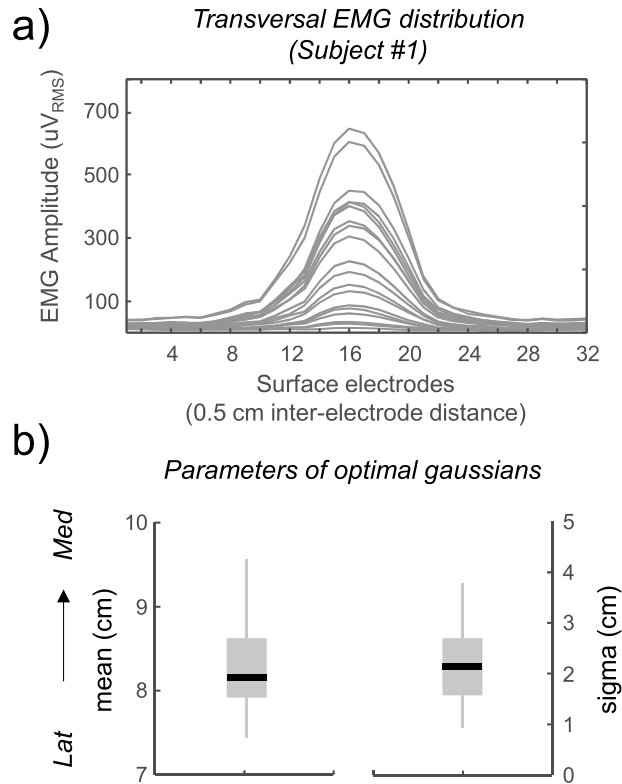 a)
Transversal EMG distribution
(Subject #1)
EMG Amplitude (uVRMS)
700
500
300
100
4 8 12 16 20 24 28 32
Surface electrodes
(0.5 cm inter-electrode distance)
b)
Parameters of optimal gaussians
Lat
Med
mean (cm)
10
9
8
7
5
4
3
2
1
0
sigma (cm)